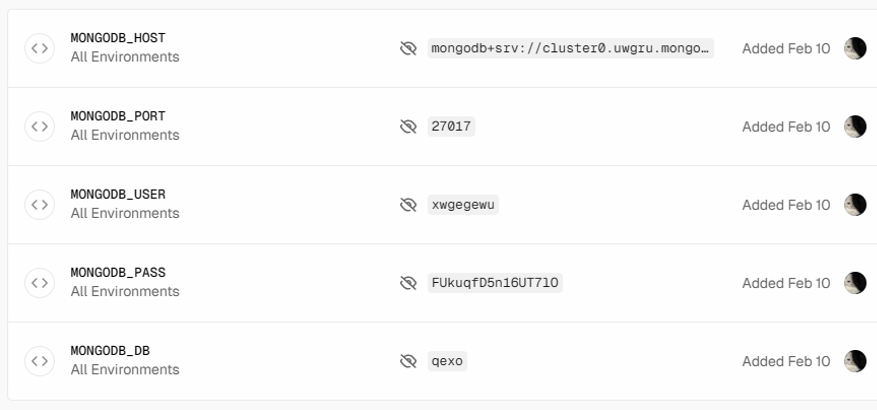 MONGODB_HOST
All Environments
mongodb+srv://cluster0.uwgru.mongo…
Added Feb 10
MONGODB_PORT
All Environments
27017
Added Feb 10
MONGODB_USER
All Environments
xwgegewu
Added Feb 10
MONGODB_PASS
All Environments
FUkuqfD5n16UT7lO
Added Feb 10
MONGODB_DB
All Environments
qexo
Added Feb 10